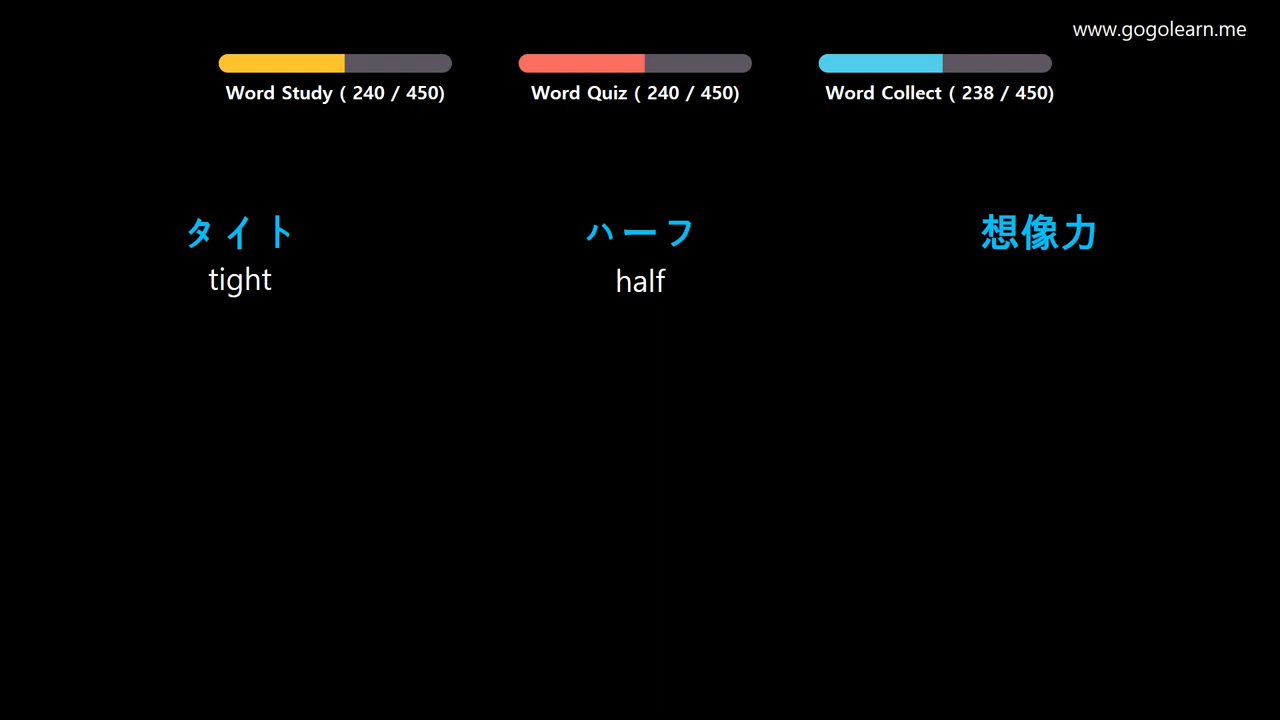 www.gogolearn.me
Word Study ( 240 / 450)
Word Quiz ( 240 / 450)
Word Collect ( 238 / 450)
タイト
ハーフ
想像力
tight
half